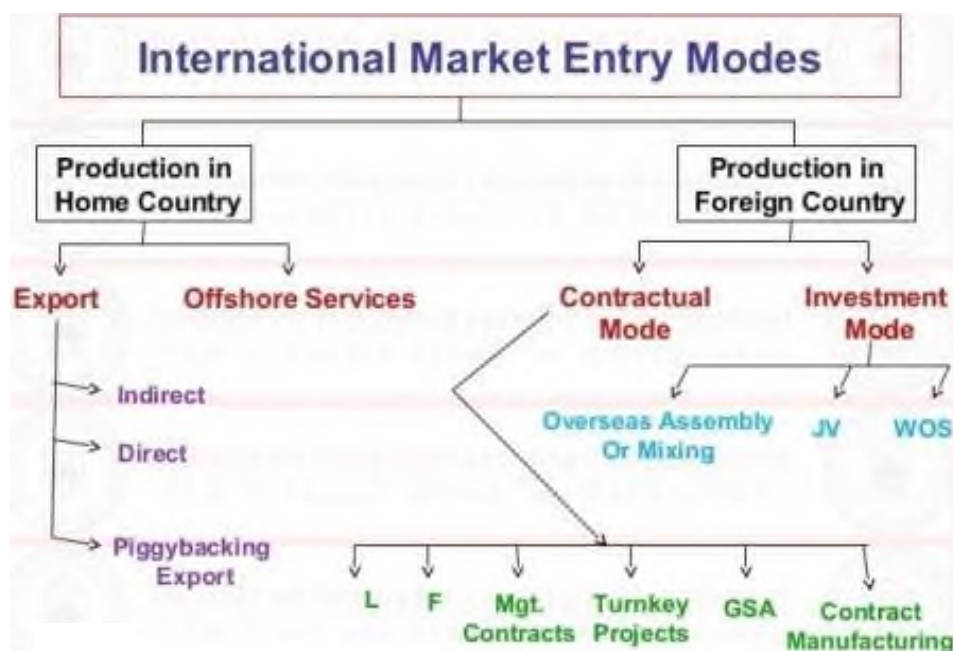 International Market Entry Modes
Production in
Home Country
Production in
Foreign Country
Export
Offshore Services
Contractual
Mode
Investment
Mode
Indirect
Direct
Piggybacking
Export
Overseas Assembly
Or Mixing
JV
WOS
L
F
Mgt.
Contracts
Turnkey
Projects
GSA
Contract
Manufacturing